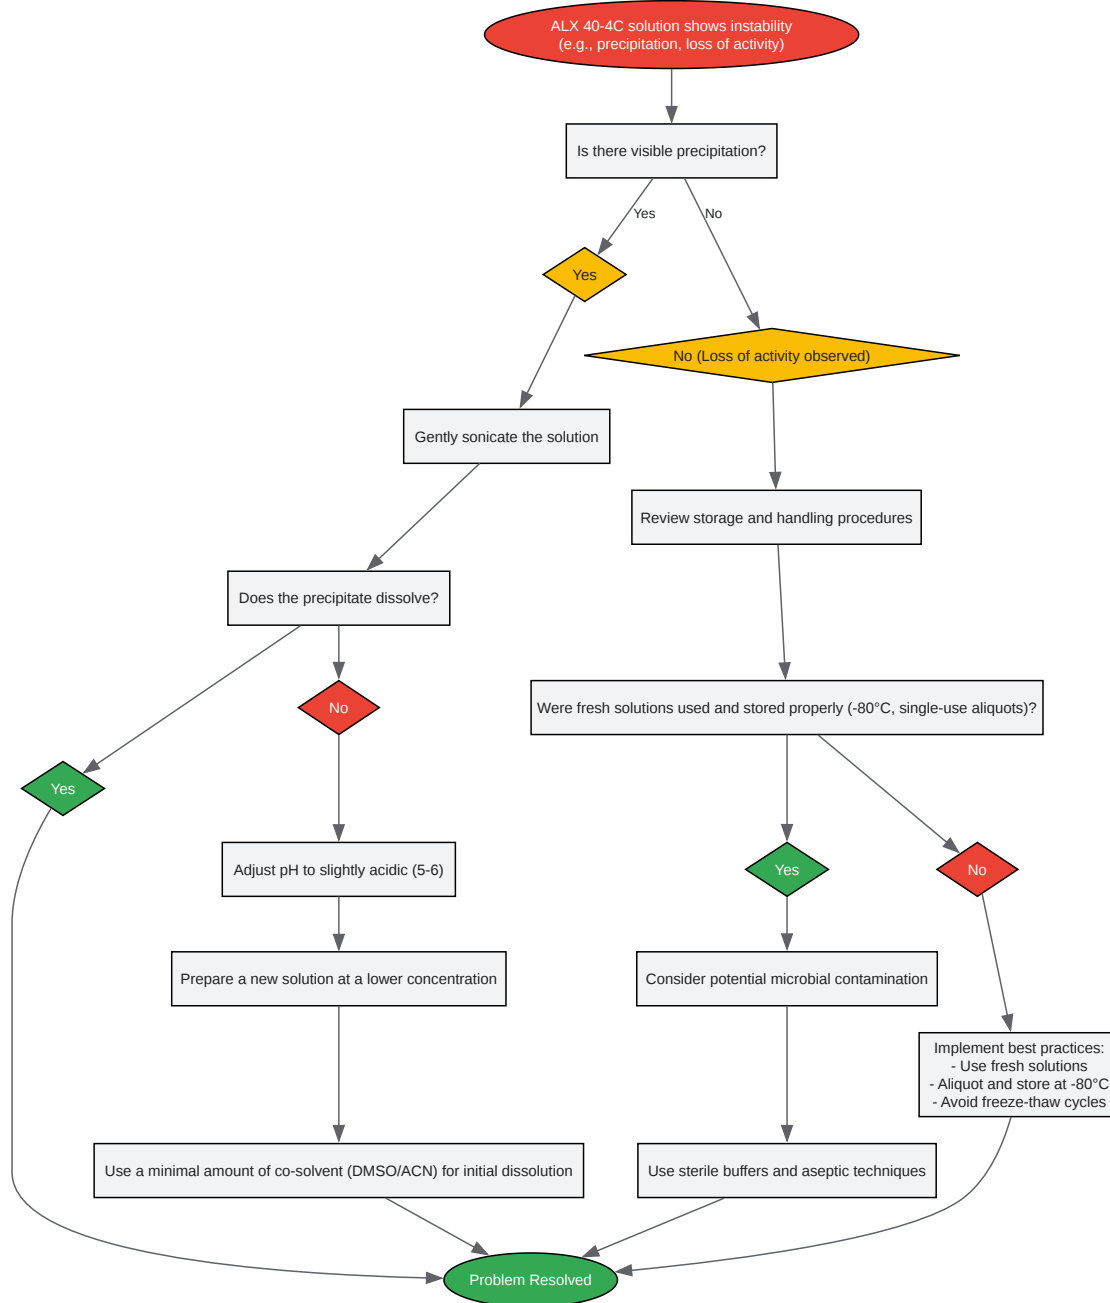 ALX 40-4C solution shows instability
(e.g., precipitation, loss of activity)
Is there visible precipitation?
Yes
No
Yes
No (Loss of activity observed)
Gently sonicate the solution
Review storage and handling procedures
Does the precipitate dissolve?
No
Were fresh solutions used and stored properly (-80°C, single-use aliquots)?
Yes
Adjust pH to slightly acidic (5-6)
Yes
No
Prepare a new solution at a lower concentration
Consider potential microbial contamination
Implement best practices:
- Use fresh solutions
- Aliquot and store at -80°C
- Avoid freeze-thaw cycles
Use a minimal amount of co-solvent (DMSO/ACN) for initial dissolution
Use sterile buffers and aseptic techniques
Problem Resolved